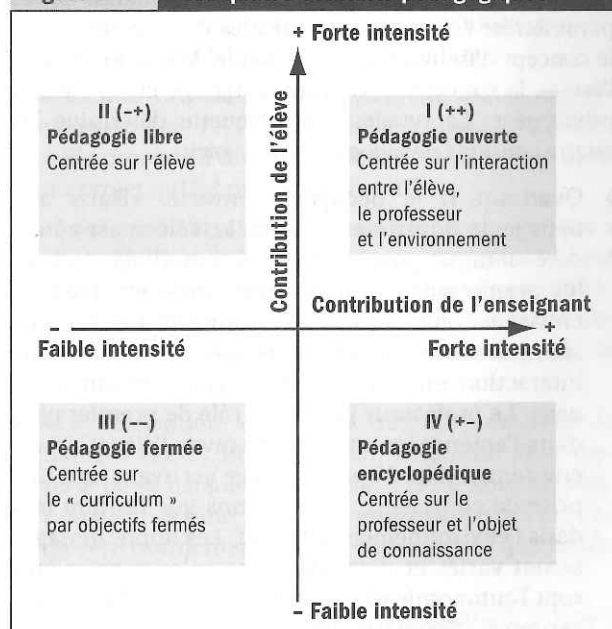 + Forte intensité
II (–+)
Pédagogie libre
Centrée sur l'élève
Contribution de l'élève
I (++)
Pédagogie ouverte
Centrée sur l'interaction
entre l'élève,
le professeur
et l'environnement
Contribution de l'enseignant
– +
Faible intensité
Forte intensité
III (––)
Pédagogie fermée
Centrée sur
le « curriculum »
par objectifs fermés
IV (+–)
Pédagogie
encyclopédique
Centrée sur le
professeur et l'objet
de connaissance
– Faible intensité